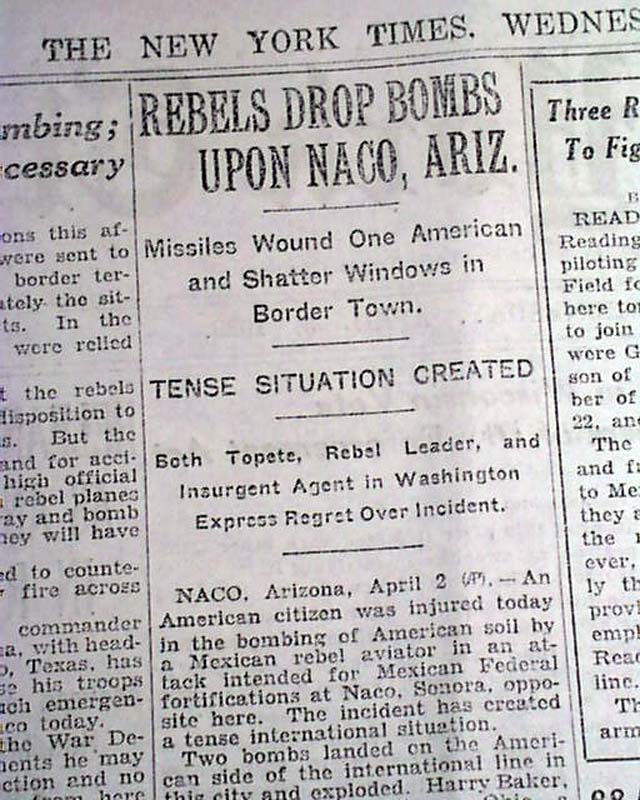 THE NEW YORK TIMES, WEDNES
mbing;
cessary
ons this af-
were sent to
border ter-
ately the sit-
ts. In the
were relied
t the rebels
disposition to
s. But the
and for acci-
high official
rebel planes
ay and bomb
hey will have
ed to counte-
fire across
commander
a, with head-
o, Texas, has
se his troops
ch emergen-
co today.
the War De-
ents he may
ction and no
from here
REBELS DROP BOMBS
UPON NACO, ARIZ.
Missiles Wound One American
and Shatter Windows in
Border Town.
TENSE SITUATION CREATED
Both Topete, Rebel Leader, and
Insurgent Agent in Washington
Express Regret Over Incident.
NACO, Arizona, April 2 (AP).—An
American citizen was injured today
in the bombing of American soil by
a Mexican rebel aviator in an at-
tack intended for Mexican Federal
fortifications at Naco, Sonora, oppo-
site here. The incident has created
a tense international situation.
Two bombs landed on the Ameri-
can side of the international line in
this city and exploded. Harry Baker,
Three R
To Fig
READ
Reading
piloting
Field fo
here to
to join
were G
son of
ber of
22, an
The
and f
to Me
they a
the
ever,
ly th
provi
empl
Reac
line.
Th
arm